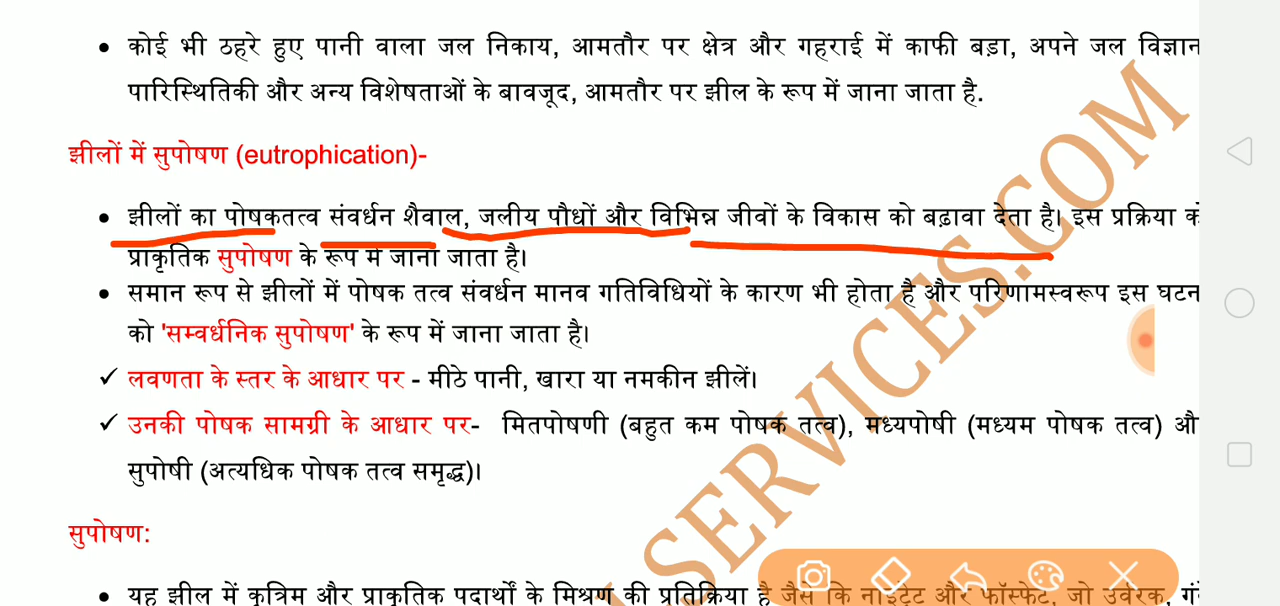 कोई भी ठहरे हुए पानी वाला जल निकाय, आमतौर पर क्षेत्र और गहराई में काफी बड़ा, अपने जल विज्ञान
पारिस्थितिकी और अन्य विशेषताओं के बावजूद, आमतौर पर झील के रूप में जाना जाता है.
झीलों में सुपोषण (eutrophication)-
झीलों का पोषकतत्व संवर्धन शैवाल, जलीय पौधों और विभिन्न जीवों के विकास को बढ़ावा देता है। इस प्रक्रिया
प्राकृतिक सुपोषण के रूप में जाना जाता है।
समान रूप से झीलों में पोषक तत्व संवर्धन मानव गतिविधियों के कारण भी होता है और परिणामस्वरूप इस घटन
को 'सम्वर्धनिक सुपोषण' के रूप में जाना जाता है।
✓ लवणता के स्तर के आधार पर - मीठे पानी, खारा या नमकीन झीलें।
✓ उनकी पोषक सामग्री के आधार पर- मितपोषणी (बहुत कम पोषक तत्व), मध्यपोषी (मध्यम पोषक तत्व) औ
सुपोषी (अत्यधिक पोषक तत्व समृद्ध)।
सुपोषण:
यह झील में कृत्रिम और प्राकृतिक पदार्थों के मिश्रण की प्रतिक्रिया है जैसे कि नाइट्रेट और फॉस्फेट, जो उर्वरक,
SERVICES.COM